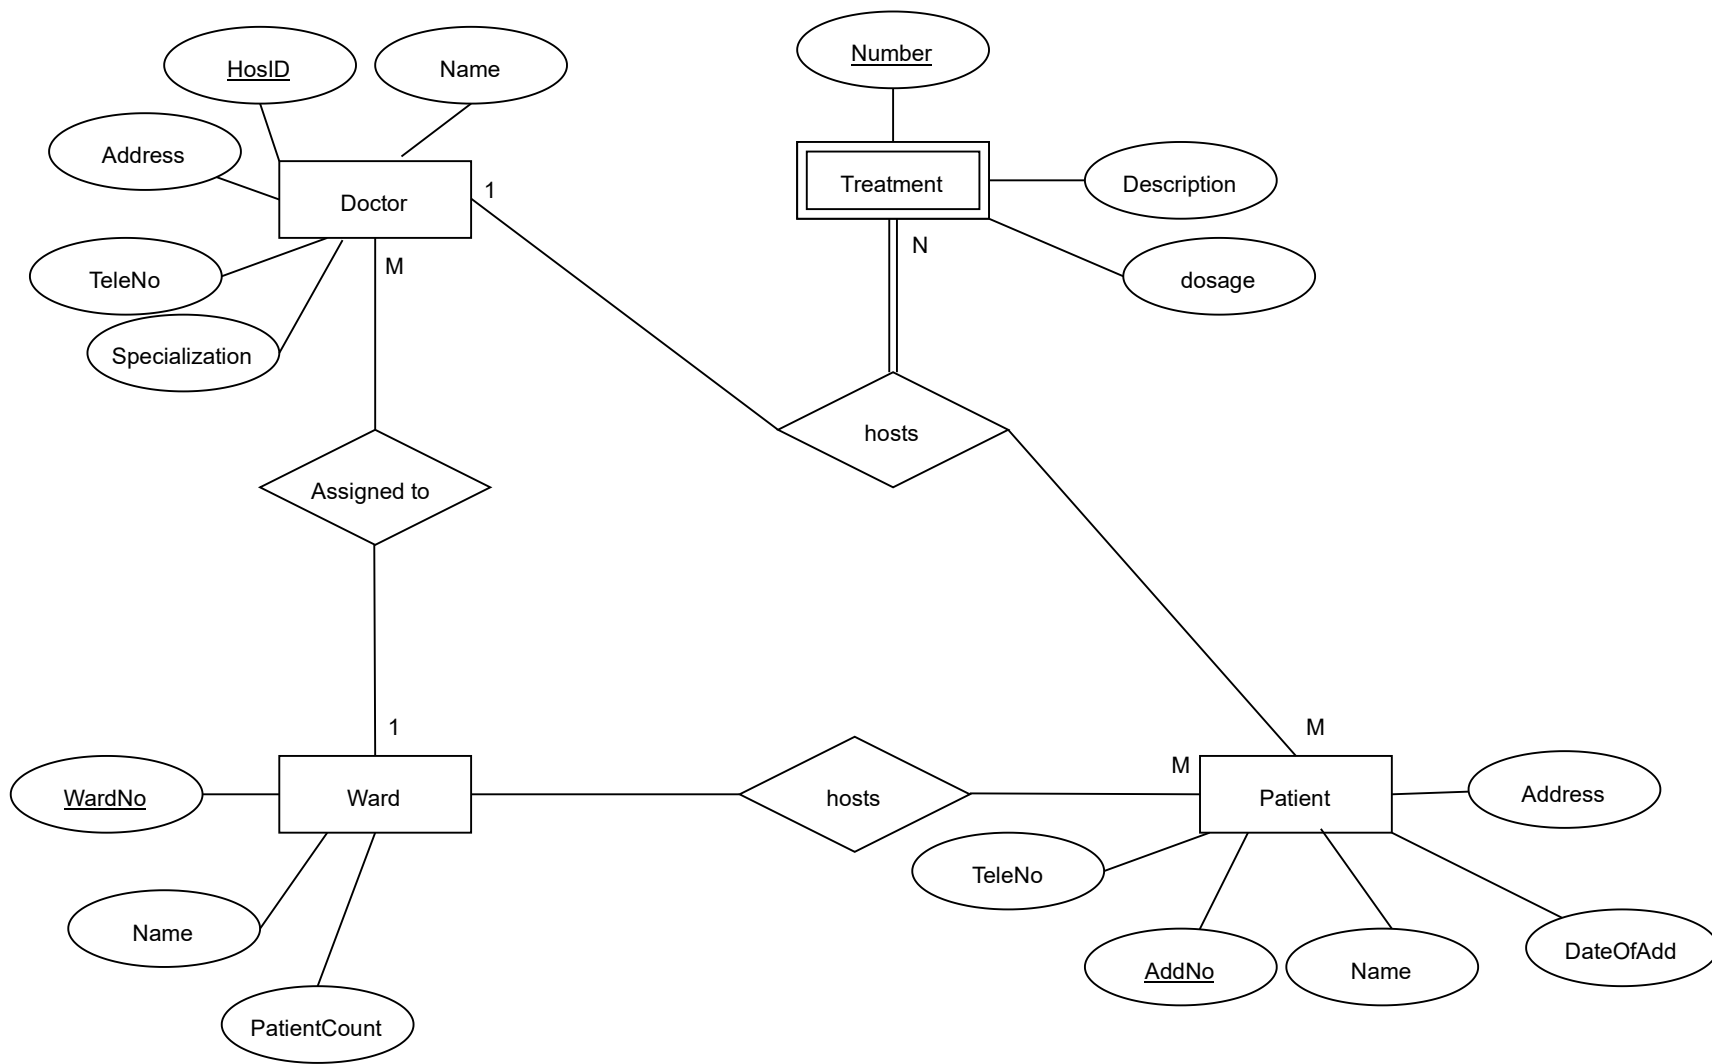 Number
HosID
Name
Address
Doctor
1
Treatment
Description
M
N
TeleNo
dosage
Specialization
hosts
Assigned to
1
M
M
WardNo
Ward
hosts
Patient
Address
TeleNo
Name
AddNo
Name
DateOfAdd
PatientCount